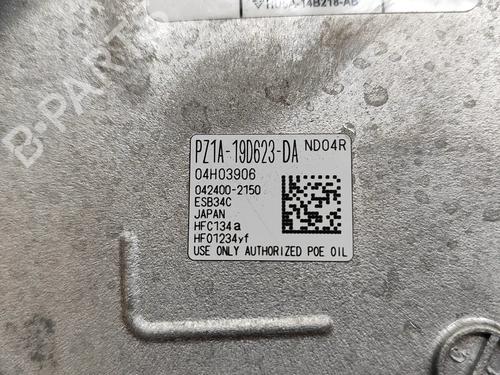 B-PARTS
PZ1A-19D623-DA ND04R
04H03906
042400-2150
ESB34C
JAPAN
HFC134a
HFO1234yf
USE ONLY AUTHORIZED POE OIL